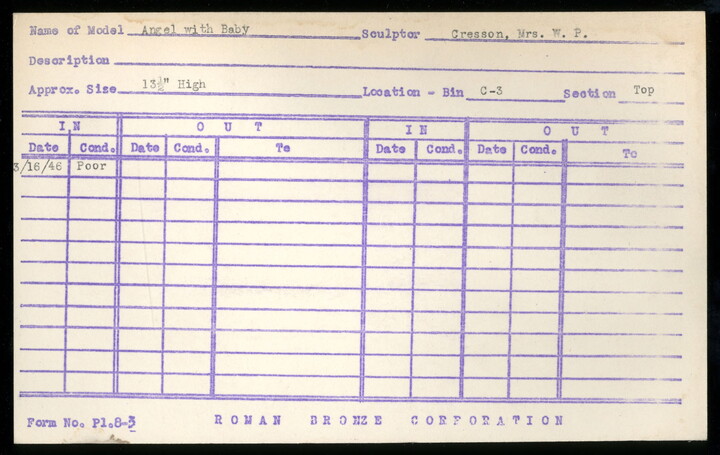 Name of Model Angel with Baby Sculptor Cresson, Mrs. W. P.
Description
Approx. Size 13½" High Location - Bin C-3 Section Top
IN OUT IN OUT
Date Cond. Date Cond. To Date Cond. Date Cond. To
3/16/46 Poor
Form No. Pl.8-3 ROMAN BRONZE CORPORATION